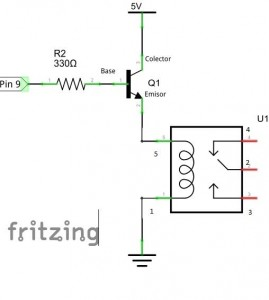 5V
R2
330Ω
Colector
Pin 9
Base
Q1
Emisor
U1
4
5
2
1
3
fritzing